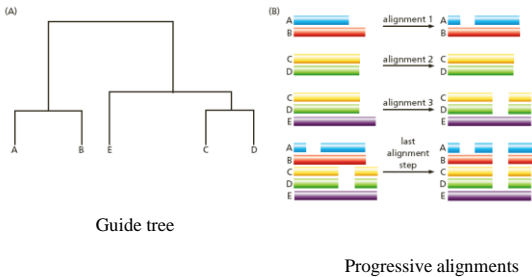 (A)
A B E C D
Guide tree
(B)
A
B
alignment 1
A
B
C
D
alignment 2
C
D
C
D
E
alignment 3
C
D
E
A
B
C
D
E
last
alignment
step
A
B
C
D
E
Progressive alignments